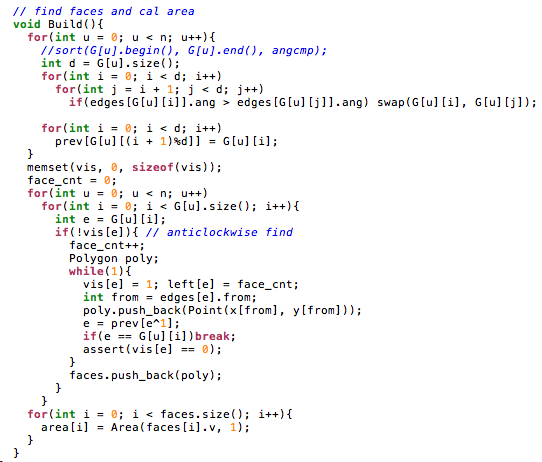 // find faces and cal area
void Build(){
for(int u = 0; u < n; u++){
//sort(G[u].begin(), G[u].end(), angcmp);
int d = G[u].size();
for(int i = 0; i < d; i++)
for(int j = i + 1; j < d; j++)
if(edges[G[u][i]].ang > edges[G[u][j]].ang) swap(G[u][i], G[u][j]);
for(int i = 0; i < d; i++)
prev[G[u][(i + 1)%d]] = G[u][i];
}
memset(vis, 0, sizeof(vis));
face_cnt = 0;
for(int u = 0; u < n; u++)
for(int i = 0; i < G[u].size(); i++){
int e = G[u][i];
if(!vis[e]){ // anticlockwise find
face_cnt++;
Polygon poly;
while(1){
vis[e] = 1; left[e] = face_cnt;
int from = edges[e].from;
poly.push_back(Point(x[from], y[from]));
e = prev[e^1];
if(e == G[u][i])break;
assert(vis[e] == 0);
}
faces.push_back(poly);
}
}
for(int i = 0; i < faces.size(); i++){
area[i] = Area(faces[i].v, 1);
}
}